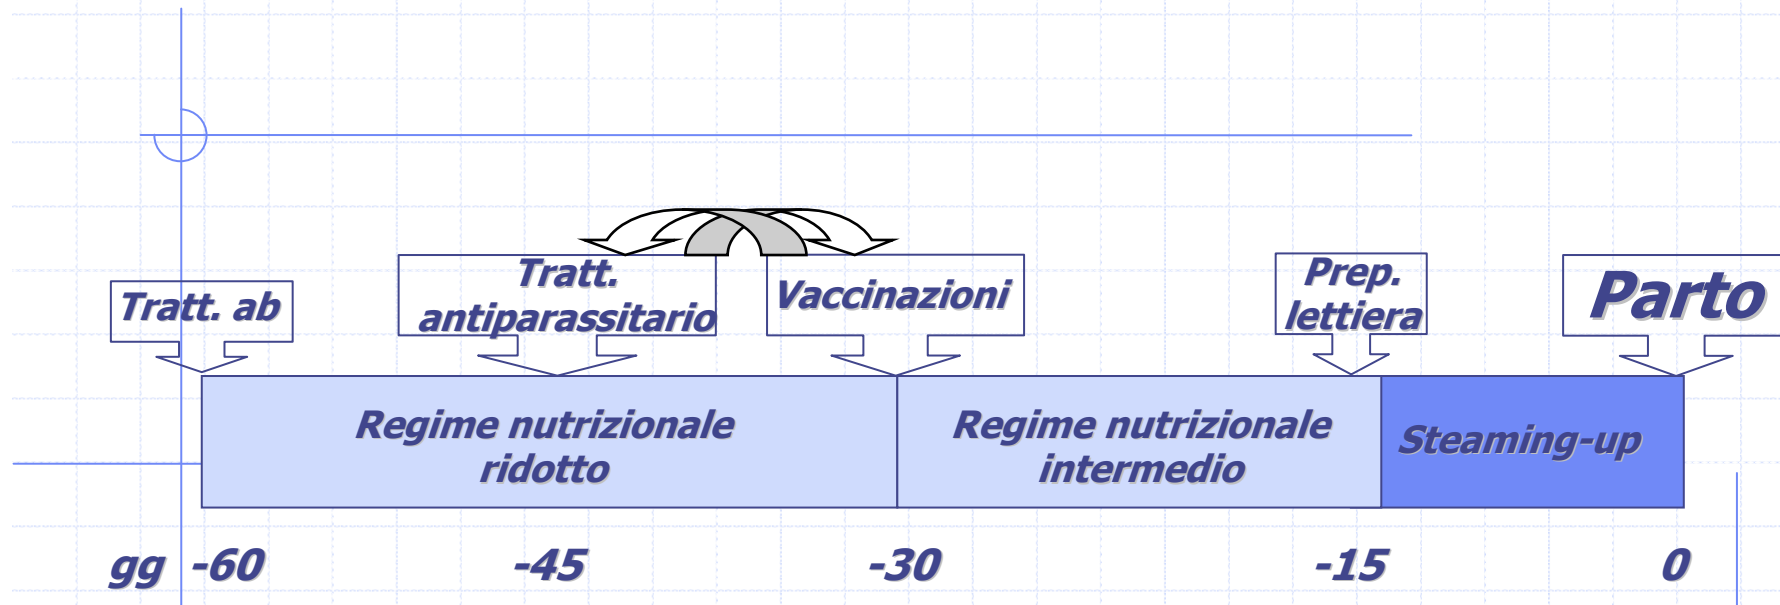 Tratt. ab
Tratt.
antiparassitario
Vaccinazioni
Prep.
lettiera
Parto
Regime nutrizionale
ridotto
Regime nutrizionale
intermedio
Steaming-up
gg -60 -45 -30 -15 0